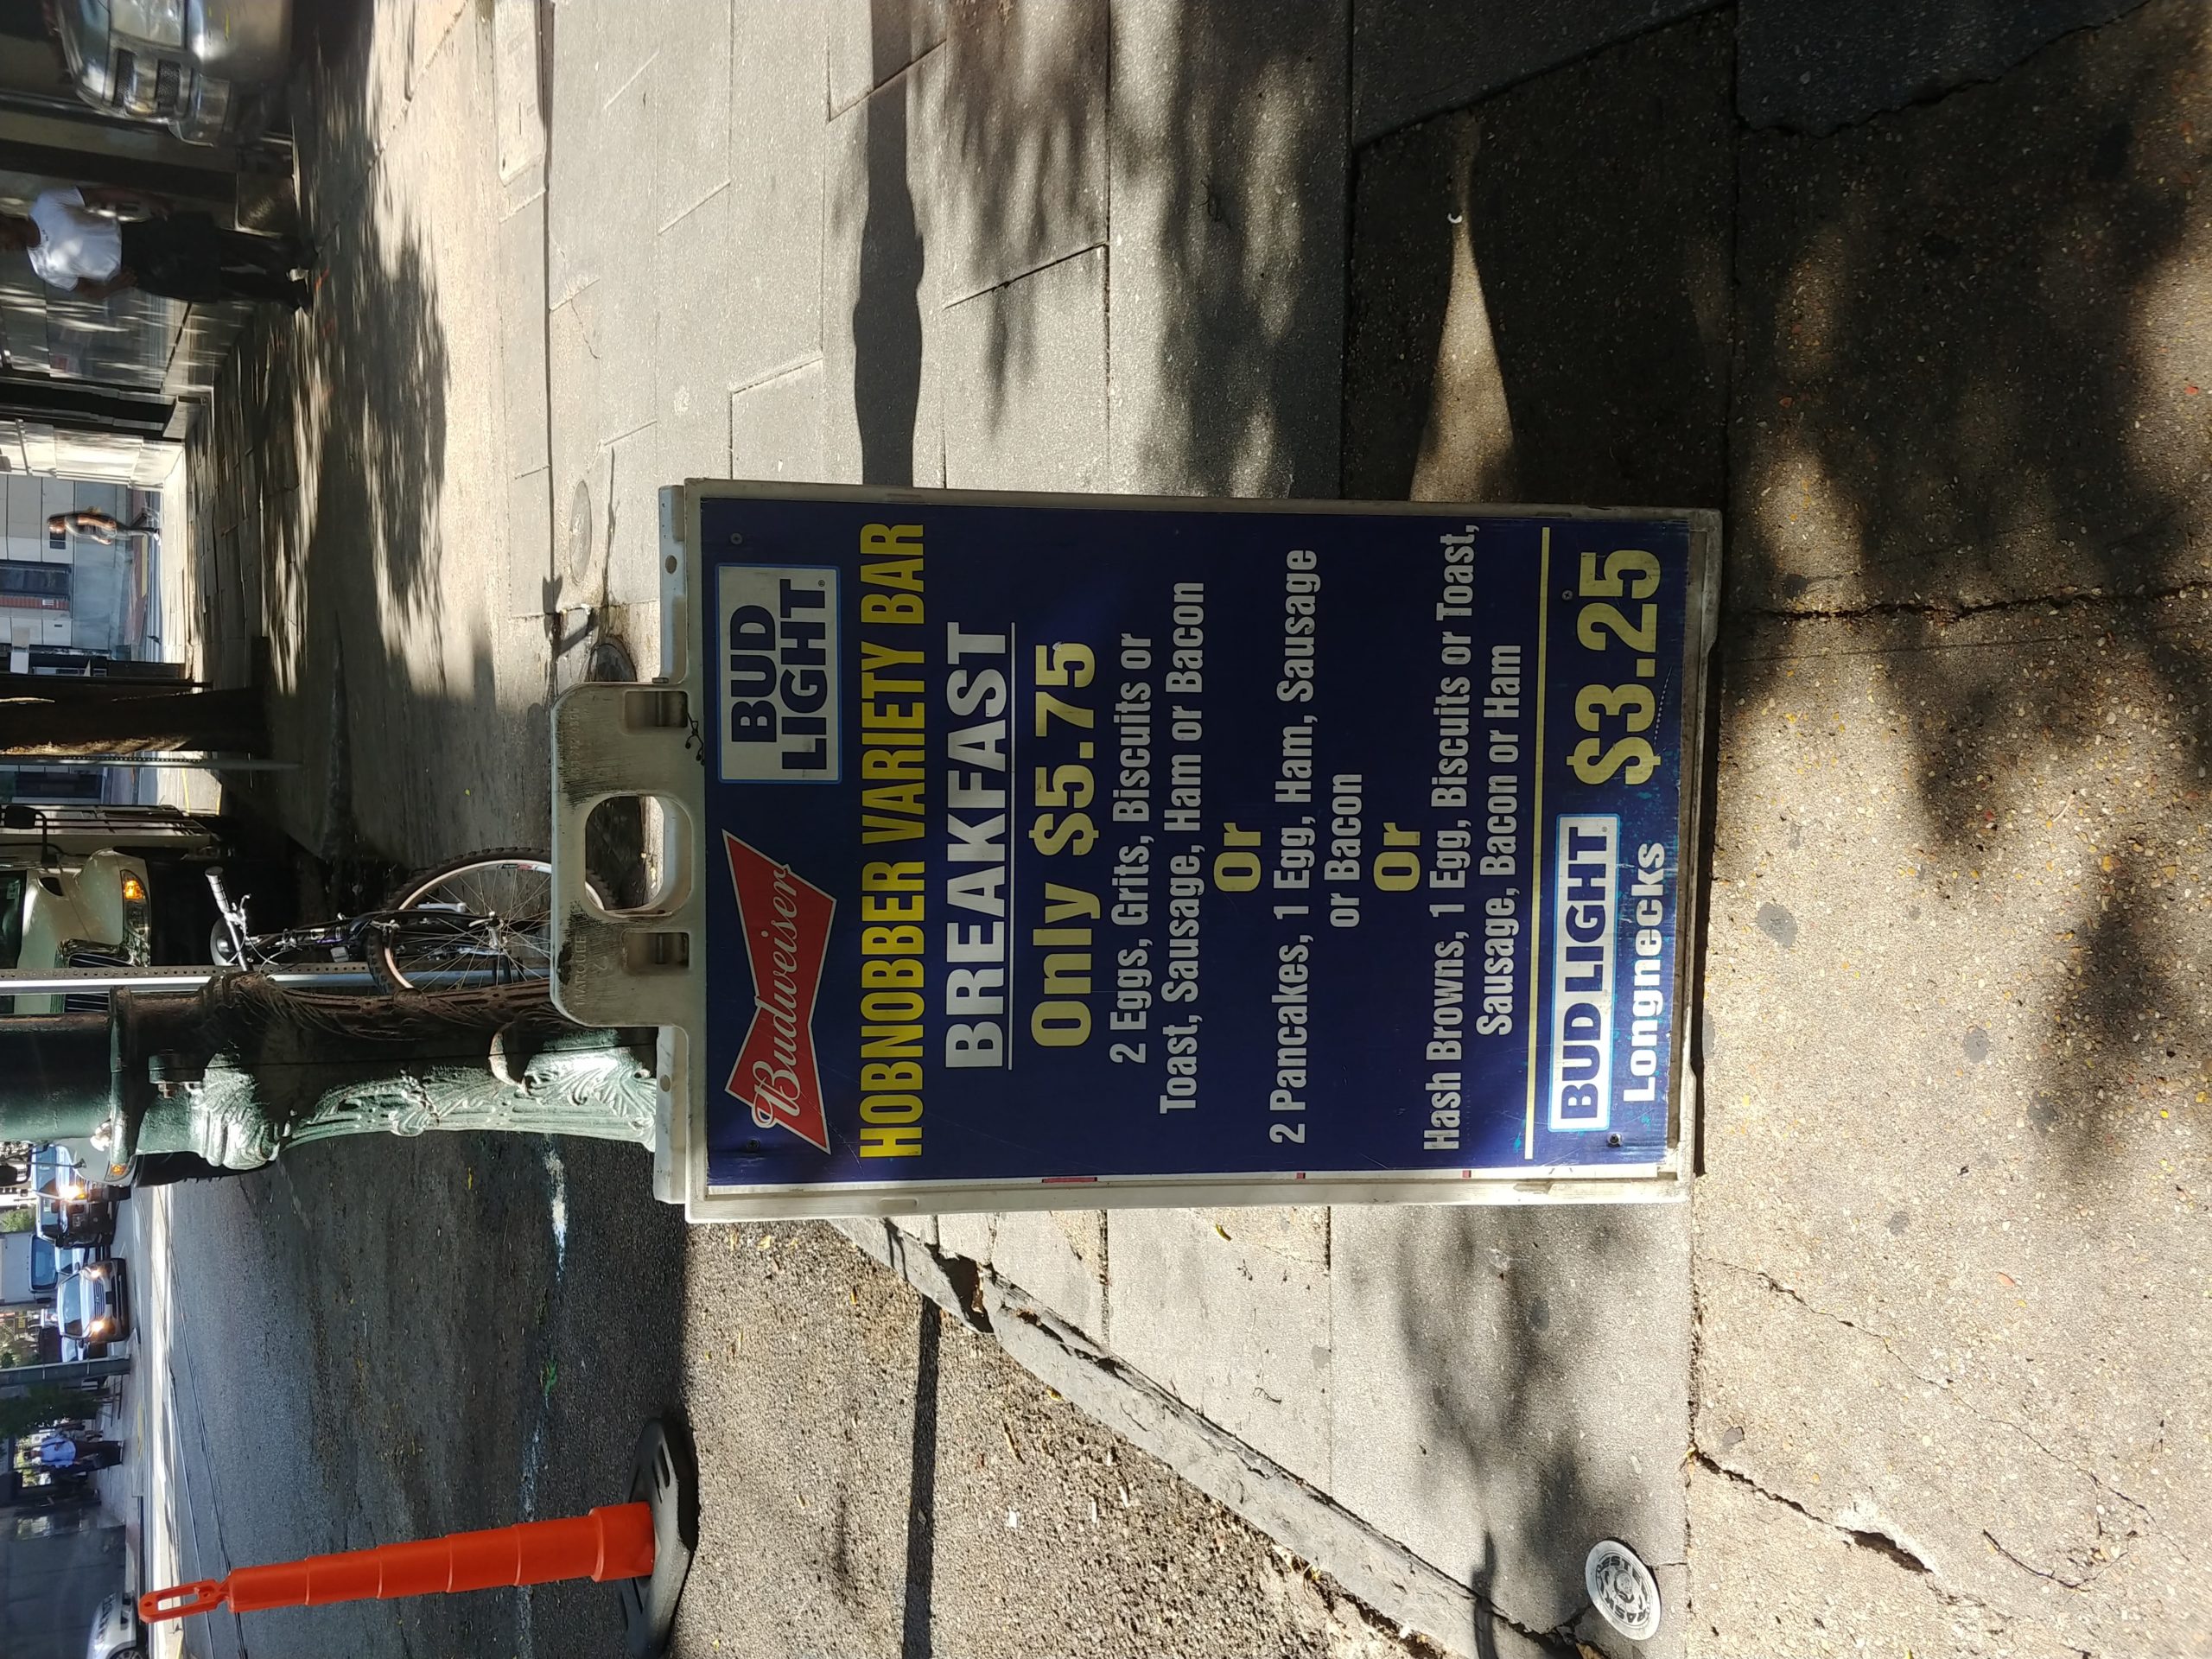 Budweiser
BUD
LIGHT
HOBNOBBER VARIETY BAR
BREAKFAST
Only $5.75
2 Eggs, Grits, Biscuits or
Toast, Sausage, Ham or Bacon
Or
2 Pancakes, 1 Egg, Ham, Sausage
or Bacon
Or
Hash Browns, 1 Egg, Biscuits or Toast,
Sausage, Bacon or Ham
BUD LIGHT
Longnecks
$3.25